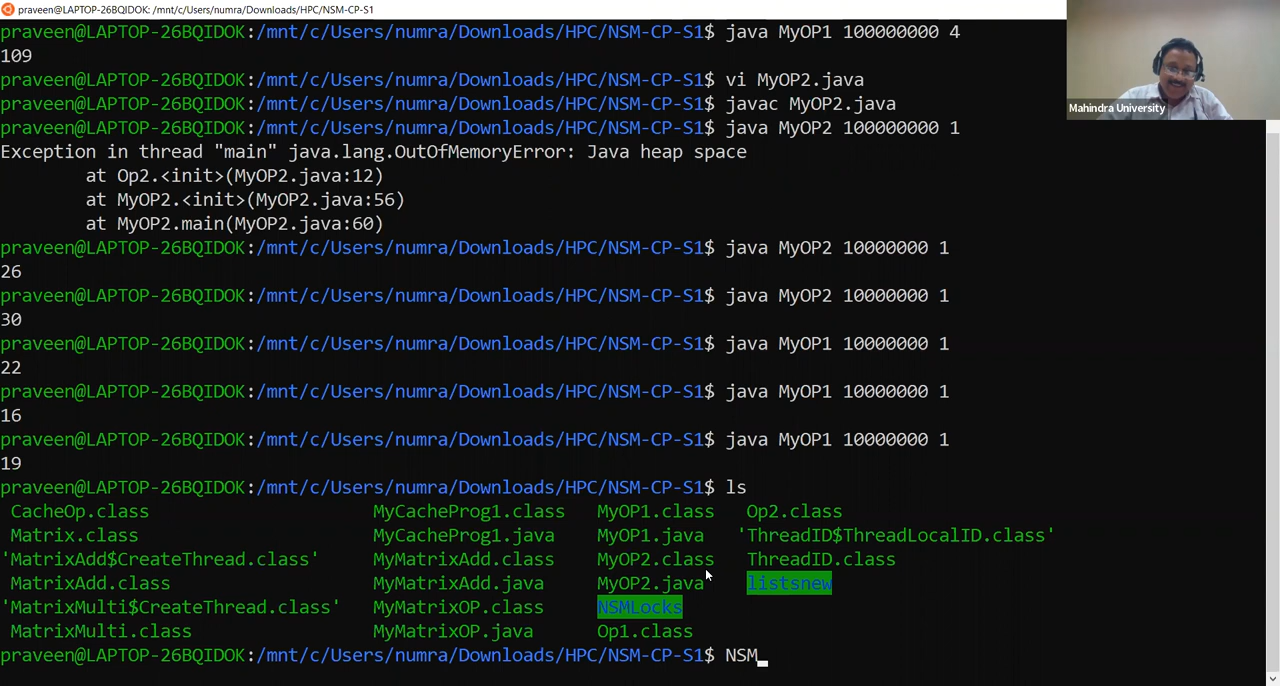 praveen@LAPTOP-26BQIDOK: /mnt/c/Users/numra/Downloads/HPC/NSM-CP-S1
praveen@LAPTOP-26BQIDOK:/mnt/c/Users/numra/Downloads/HPC/NSM-CP-S1$ java MyOP1 100000000 4
109
praveen@LAPTOP-26BQIDOK:/mnt/c/Users/numra/Downloads/HPC/NSM-CP-S1$ vi MyOP2.java
praveen@LAPTOP-26BQIDOK:/mnt/c/Users/numra/Downloads/HPC/NSM-CP-S1$ javac MyOP2.java
Mahindra University
praveen@LAPTOP-26BQIDOK:/mnt/c/Users/numra/Downloads/HPC/NSM-CP-S1$ java MyOP2 100000000 1
Exception in thread "main" java.lang.OutOfMemoryError: Java heap space
at Op2.<init>(MyOP2.java:12)
at MyOP2.<init>(MyOP2.java:56)
at MyOP2.main(MyOP2.java:60)
praveen@LAPTOP-26BQIDOK:/mnt/c/Users/numra/Downloads/HPC/NSM-CP-S1$ java MyOP2 10000000 1
26
praveen@LAPTOP-26BQIDOK:/mnt/c/Users/numra/Downloads/HPC/NSM-CP-S1$ java MyOP2 10000000 1
30
praveen@LAPTOP-26BQIDOK:/mnt/c/Users/numra/Downloads/HPC/NSM-CP-S1$ java MyOP1 10000000 1
22
praveen@LAPTOP-26BQIDOK:/mnt/c/Users/numra/Downloads/HPC/NSM-CP-S1$ java MyOP1 10000000 1
16
praveen@LAPTOP-26BQIDOK:/mnt/c/Users/numra/Downloads/HPC/NSM-CP-S1$ java MyOP1 10000000 1
19
praveen@LAPTOP-26BQIDOK:/mnt/c/Users/numra/Downloads/HPC/NSM-CP-S1$ ls
CacheOp.class MyCacheProg1.class MyOP1.class Op2.class
Matrix.class MyCacheProg1.java MyOP1.java 'ThreadID$ThreadLocalID.class'
'MatrixAdd$CreateThread.class' MyMatrixAdd.class MyOP2.class ThreadID.class
MatrixAdd.class MyMatrixAdd.java MyOP2.java listsnew
'MatrixMulti$CreateThread.class' MyMatrixOP.class NSMLocks
MatrixMulti.class MyMatrixOP.java Op1.class
praveen@LAPTOP-26BQIDOK:/mnt/c/Users/numra/Downloads/HPC/NSM-CP-S1$ NSM